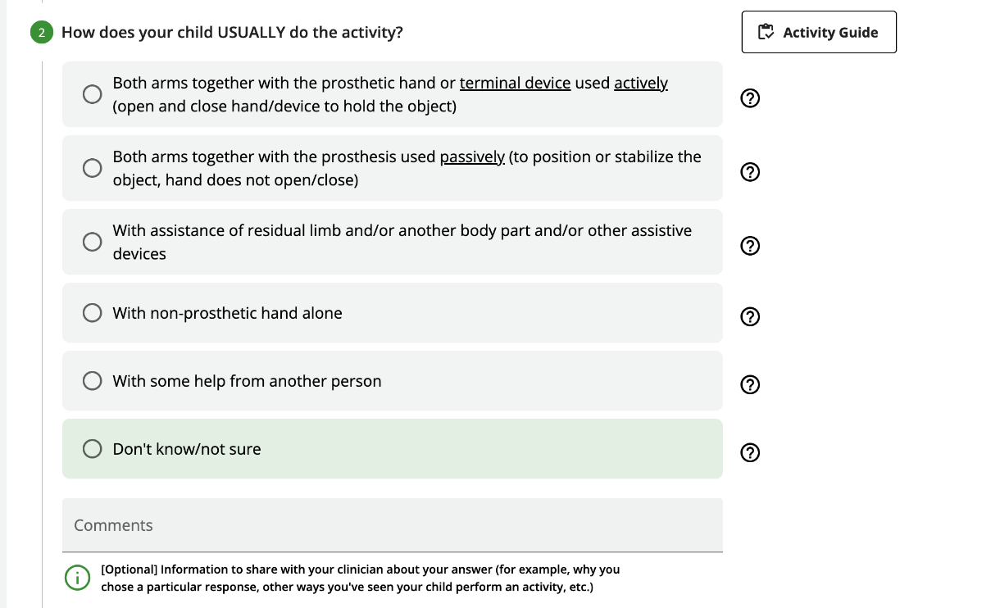 2 How does your child USUALLY do the activity?
Activity Guide
Both arms together with the prosthetic hand or terminal device used actively
(open and close hand/device to hold the object)
?
Both arms together with the prosthesis used passively (to position or stabilize the
object, hand does not open/close)
?
With assistance of residual limb and/or another body part and/or other assistive
devices
?
With non-prosthetic hand alone
?
With some help from another person
?
Don't know/not sure
?
Comments
i
[Optional] Information to share with your clinician about your answer (for example, why you
chose a particular response, other ways you've seen your child perform an activity, etc.)